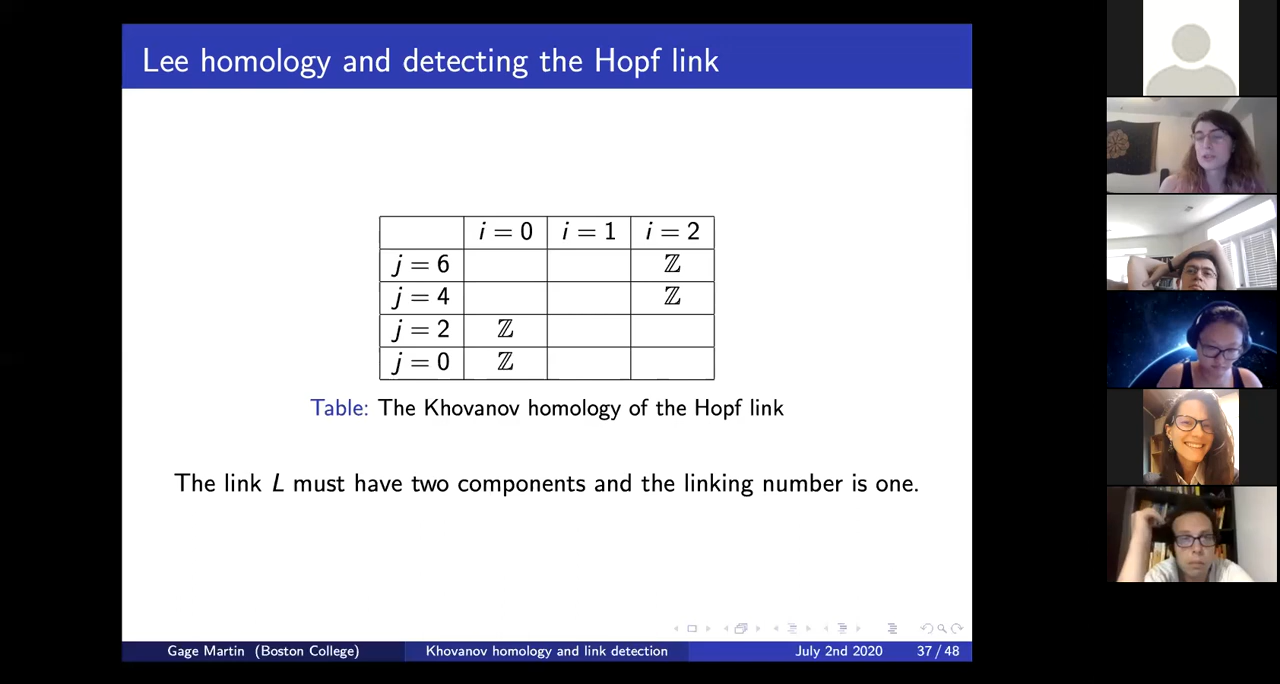 Lee homology and detecting the Hopf link
i = 0 i = 1 i = 2
j = 6 ℤ
j = 4 ℤ
j = 2 ℤ
j = 0 ℤ
Table: The Khovanov homology of the Hopf link
The link L must have two components and the linking number is one.
Gage Martin (Boston College) Khovanov homology and link detection July 2nd 2020 37 / 48